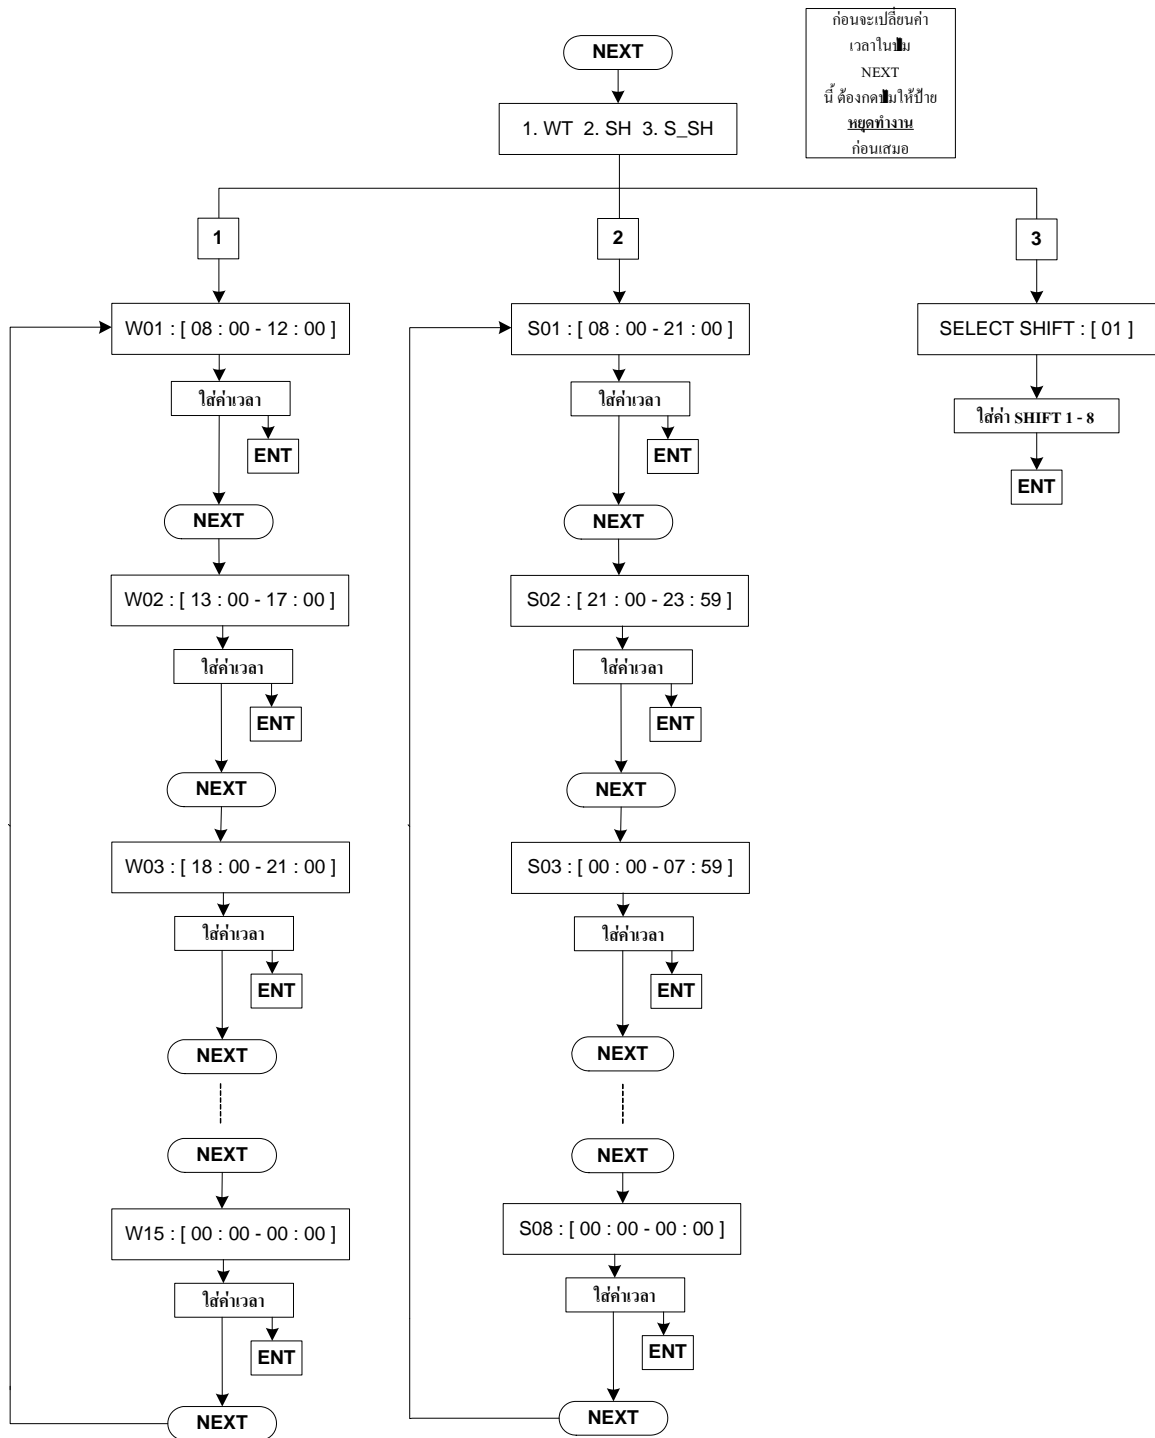 NEXT
1. WT 2. SH 3. S_SH
ก่อนจะเปลี่ยนค่า
เวลาใน
NEXT
นี้ ต้องกด ให้ป้าย
หยุดทำงาน
ก่อนเสมอ
1
W01 : [ 08 : 00 - 12 : 00 ]
ใส่ค่าเวลา
ENT
NEXT
W02 : [ 13 : 00 - 17 : 00 ]
ใส่ค่าเวลา
ENT
NEXT
W03 : [ 18 : 00 - 21 : 00 ]
ใส่ค่าเวลา
ENT
NEXT
NEXT
W15 : [ 00 : 00 - 00 : 00 ]
ใส่ค่าเวลา
ENT
NEXT
2
S01 : [ 08 : 00 - 21 : 00 ]
ใส่ค่าเวลา
ENT
NEXT
S02 : [ 21 : 00 - 23 : 59 ]
ใส่ค่าเวลา
ENT
NEXT
S03 : [ 00 : 00 - 07 : 59 ]
ใส่ค่าเวลา
ENT
NEXT
NEXT
S08 : [ 00 : 00 - 00 : 00 ]
ใส่ค่าเวลา
ENT
NEXT
3
SELECT SHIFT : [ 01 ]
ใส่ค่า SHIFT 1 - 8
ENT